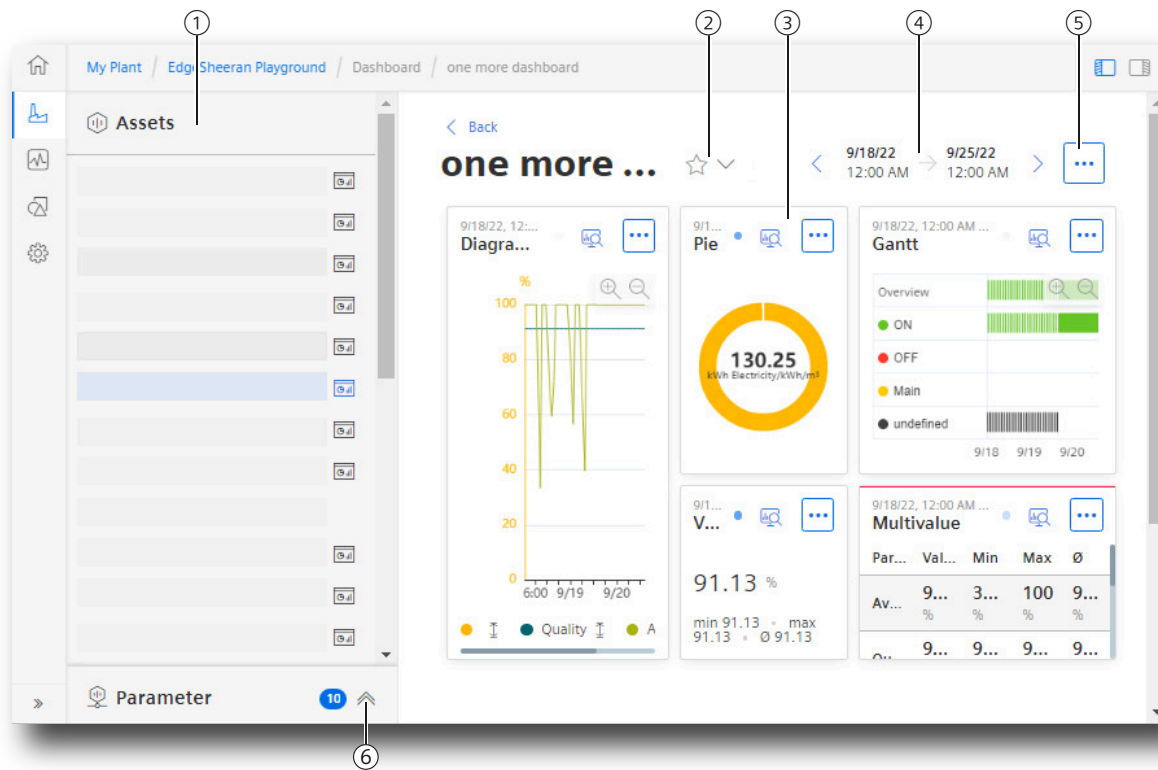 1 2 3 4 5
My Plant / Edge Sheeran Playground / Dashboard / one more dashboard
Assets
Back
one more ...
9/18/22 → 9/25/22
12:00 AM 12:00 AM
...
9/18/22, 12:...
Diagra...
...
%
100
80
60
40
20
0
6:00 9/19 9/20
Quality A
9/1...
Pie
...
130.25
kWh Electricity/kWh/m³
9/18/22, 12:00 AM ...
Gantt
...
Overview
ON
OFF
Main
undefined
9/18 9/19 9/20
9/1...
V...
...
91.13 %
min 91.13 • max
91.13 • Ø 91.13
9/18/22, 12:00 AM ...
Multivalue
...
Par... Val... Min Max Ø
Av... 9... 3... 100 9...
% % % %
9... 9... 9... 9...
Parameter 10
6